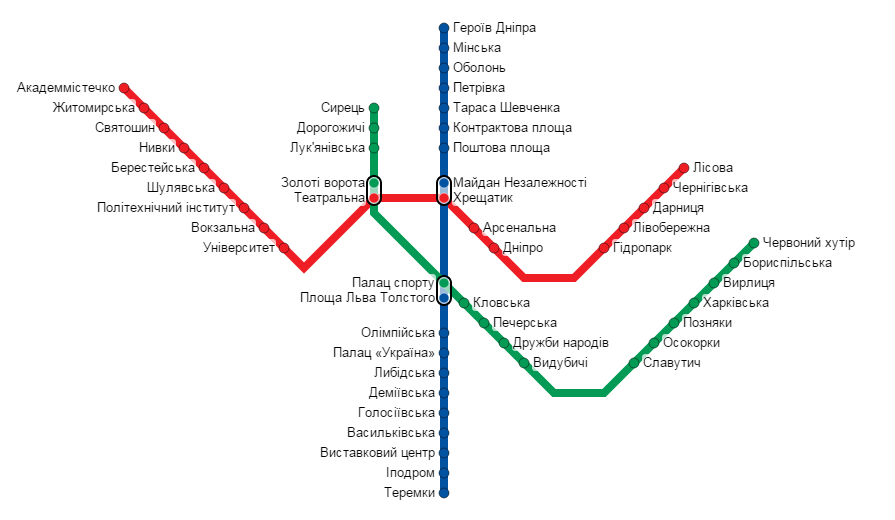 Героїв Дніпра
Мінська
Оболонь
Петрівка
Тараса Шевченка
Контрактова площа
Поштова площа
Майдан Незалежності
Хрещатик
Академмістечко
Житомирська
Святошин
Нивки
Берестейська
Шулявська
Політехнічний інститут
Вокзальна
Університет
Сирець
Дорогожичі
Лук'янівська
Золоті ворота
Театральна
Арсенальна
Дніпро
Лісова
Чернігівська
Дарниця
Лівобережна
Гідропарк
Палац спорту
Площа Льва Толстого
Олімпійська
Палац «Україна»
Либідська
Деміївська
Голосіївська
Васильківська
Виставковий центр
Іподром
Теремки
Кловська
Печерська
Дружби народів
Видубичі
Червоний хутір
Бориспільська
Вирлиця
Харківська
Позняки
Осокорки
Славутич